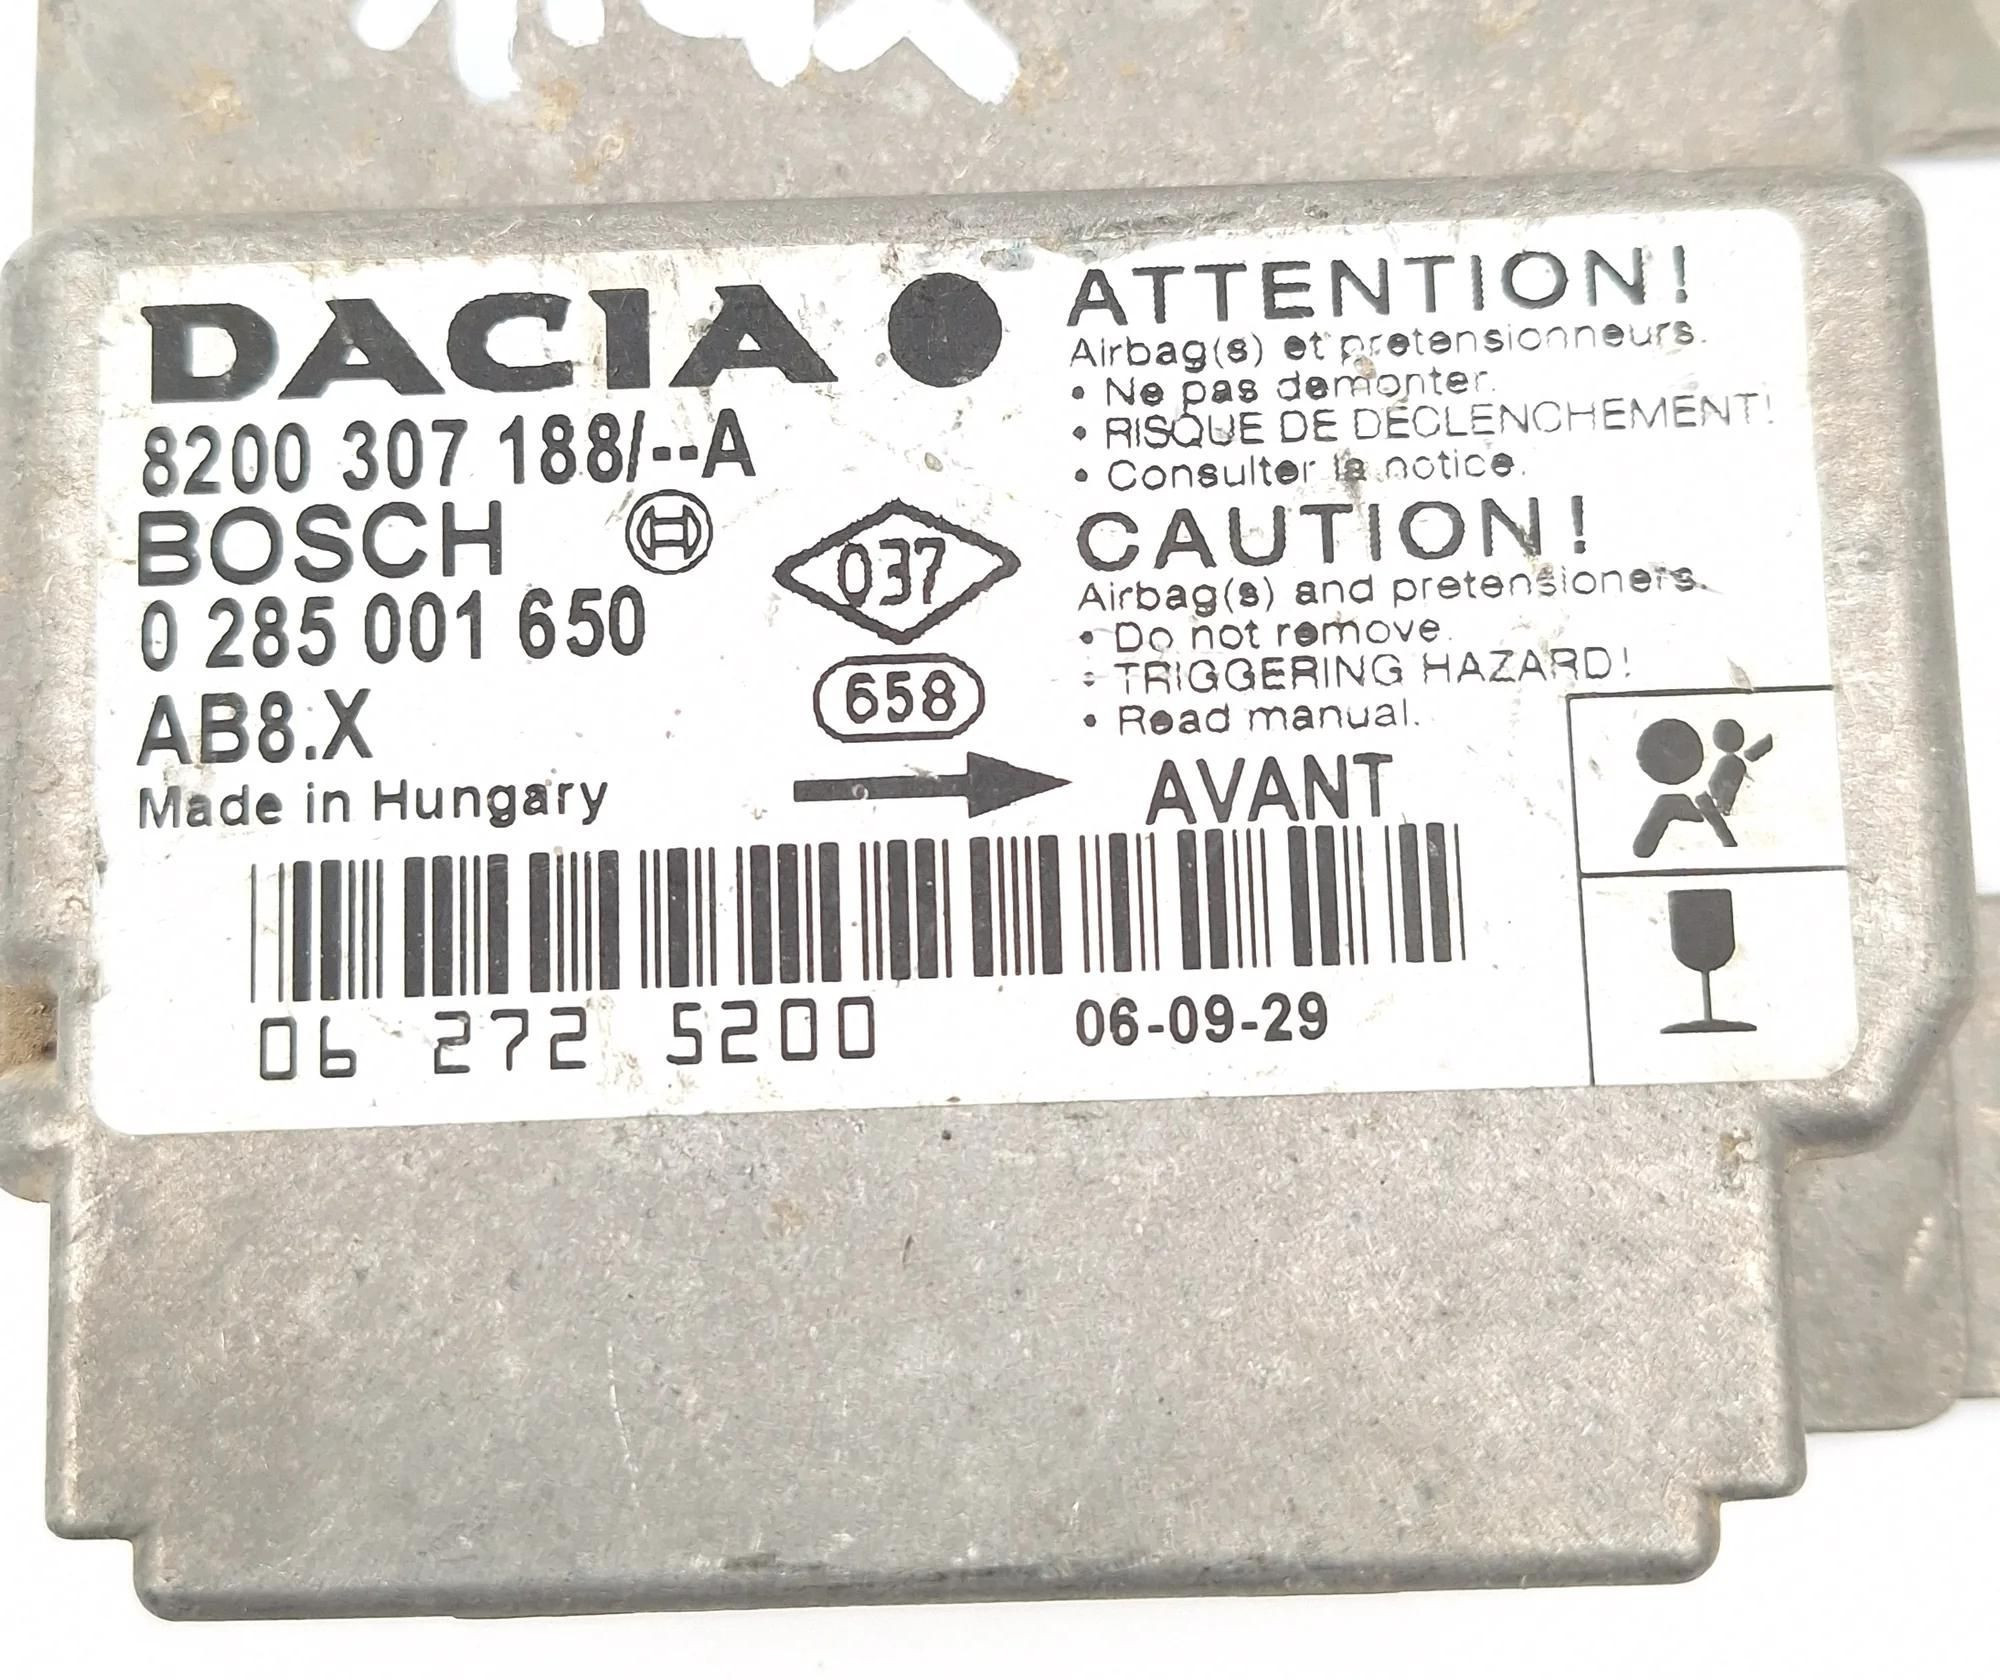 DACIA
8200 307 188/--A
BOSCH
0 285 001 650
AB8.X
Made in Hungary
037
658
ATTENTION!
Airbag(s) et pretensionneurs.
• Ne pas demonter.
• RISQUE DE DECLENCHEMENT!
• Consulter la notice.
CAUTION!
Airbag(s) and pretensioners.
• Do not remove.
• TRIGGERING HAZARD!
• Read manual.
AVANT
06 272 5200
06-09-29